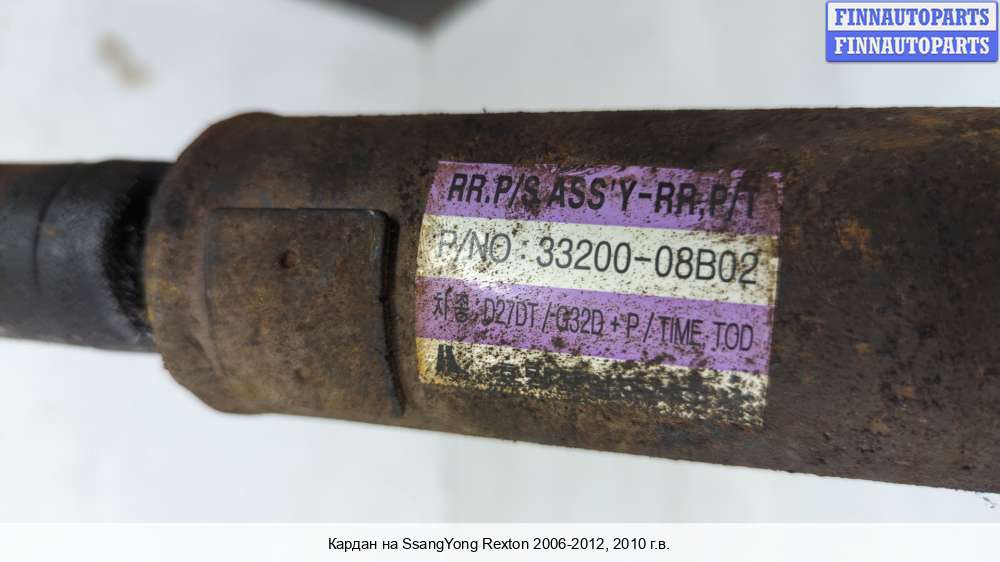 FINNAUTOPARTS
FINNAUTOPARTS
RR.P/S ASS'Y-RR,P/T
P/NO : 33200-08B02
차종 : D27DT / G32D + P / TIME, TOD
Кардан на SsangYong Rexton 2006-2012, 2010 г.в.